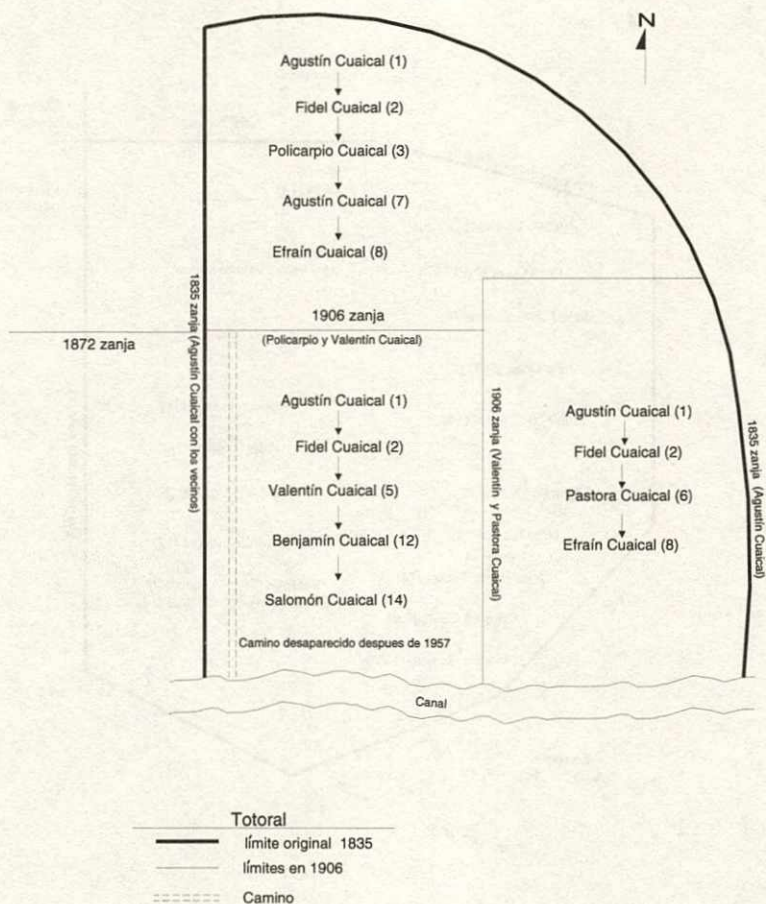 N
Agustín Cuaical (1)
Fidel Cuaical (2)
Policarpio Cuaical (3)
Agustín Cuaical (7)
Efraín Cuaical (8)
1835 zanja (Agustín Cuaical con los vecinos)
1872 zanja
1906 zanja
(Policarpio y Valentín Cuaical)
Agustín Cuaical (1)
Fidel Cuaical (2)
Valentín Cuaical (5)
Benjamín Cuaical (12)
Salomón Cuaical (14)
Camino desaparecido despues de 1957
1906 zanja (Valentín y Pastora Cuaical)
Agustín Cuaical (1)
Fidel Cuaical (2)
Pastora Cuaical (6)
Efraín Cuaical (8)
1835 zanja (Agustín Cuaical)
Canal
Totoral
límite original 1835
límites en 1906
Camino